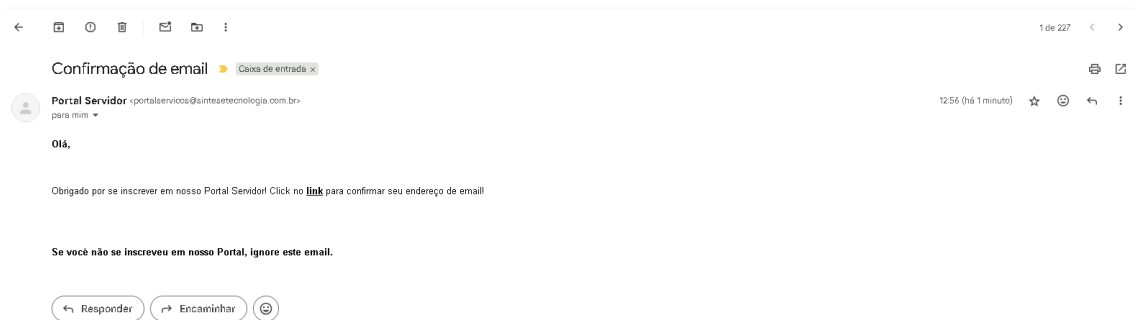 1 de 227
Confirmação de email
Caixa de entrada ×
Portal Servidor <portalservicos@sintesetecnologia.com.br>
12:56 (há 1 minuto)
para mim
Olá,
Obrigado por se inscrever em nosso Portal Servidor! Click no link para confirmar seu endereço de email!
Se você não se inscreveu em nosso Portal, ignore este email.
Responder
Encaminhar